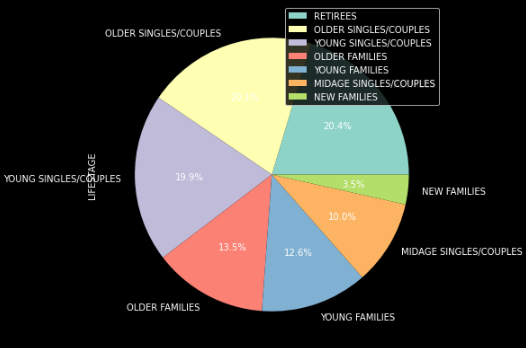 RETIREES
OLDER SINGLES/COUPLES
YOUNG SINGLES/COUPLES
OLDER FAMILIES
YOUNG FAMILIES
MIDAGE SINGLES/COUPLES
NEW FAMILIES
OLDER SINGLES/COUPLES
20.4%
YOUNG SINGLES/COUPLES
LIFESTAGE
19.9%
3.5%
NEW FAMILIES
10.0%
13.5%
12.6%
MIDAGE SINGLES/COUPLES
OLDER FAMILIES
YOUNG FAMILIES